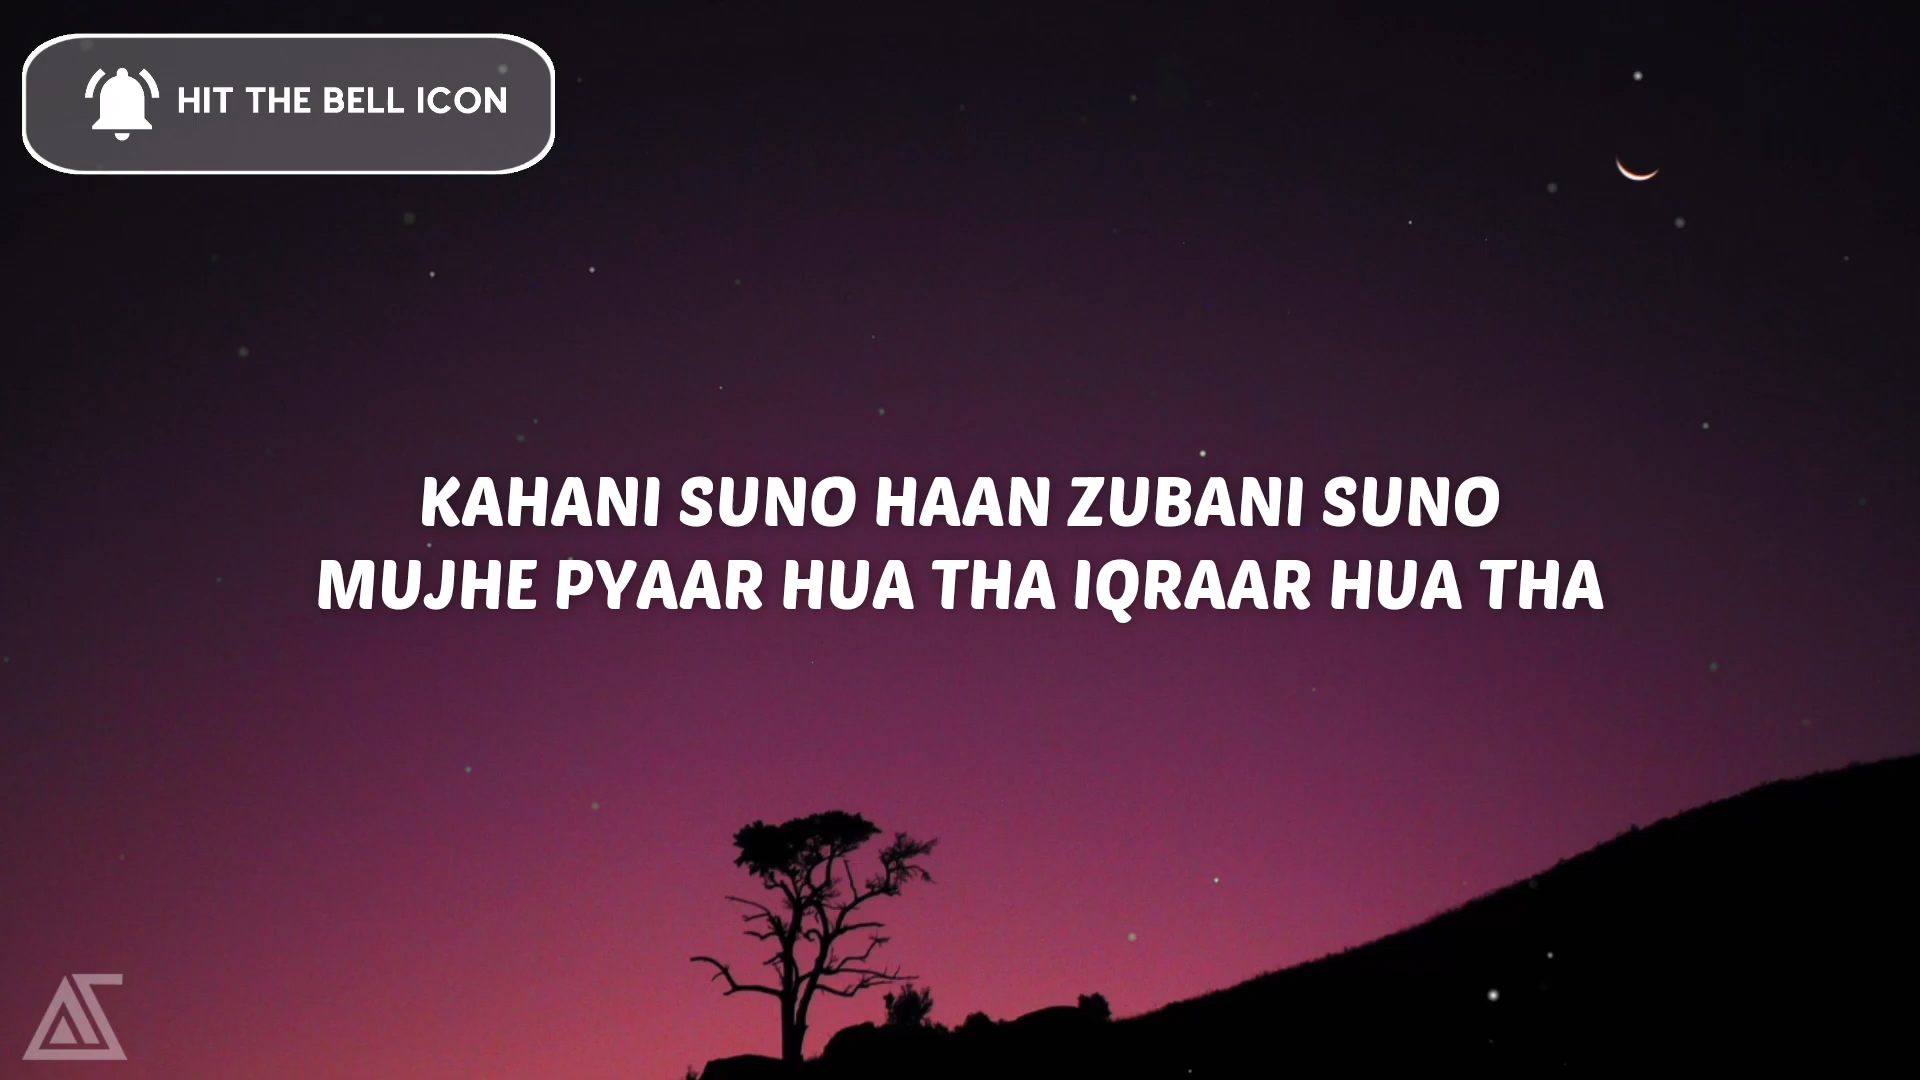 HIT THE BELL ICON
KAHANI SUNO HAAN ZUBANI SUNO
MUJHE PYAAR HUA THA IQRAAR HUA THA